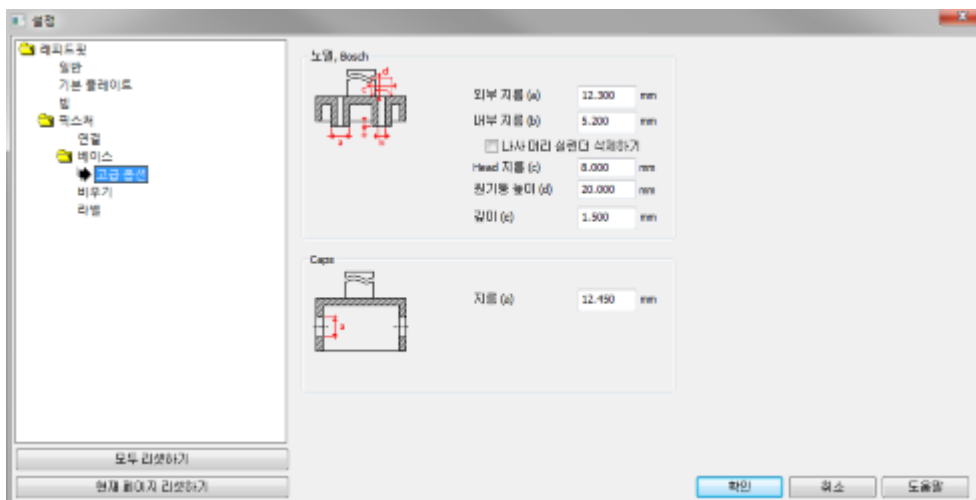 설정
래피드핏
일반
기본 플레이트
빔
픽스처
연결
베이스
고급 옵션
비우기
라벨
모두 리셋하기
현재 페이지 리셋하기
노멀, Bosch
d
c
a
e
b
외부 지름 (a) 12.300 mm
내부 지름 (b) 5.200 mm
나사 머리 실린더 삭제하기
Head 지름 (c) 8.000 mm
원기둥 높이 (d) 20.000 mm
깊이 (e) 1.500 mm
Caps
a
지름 (a) 12.450 mm
확인 취소 도움말